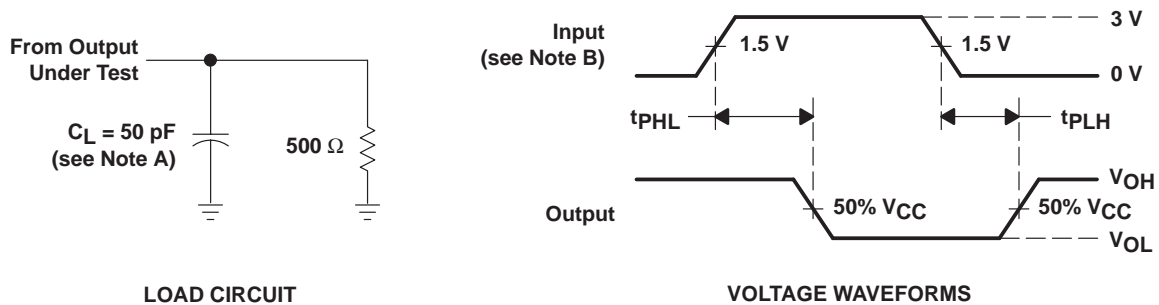 From Output
Under Test
CL = 50 pF
(see Note A)
500 Ω
LOAD CIRCUIT
Input
(see Note B)
1.5 V
1.5 V
3 V
0 V
tPHL
tPLH
Output
50% VCC
50% VCC
VOH
VOL
VOLTAGE WAVEFORMS